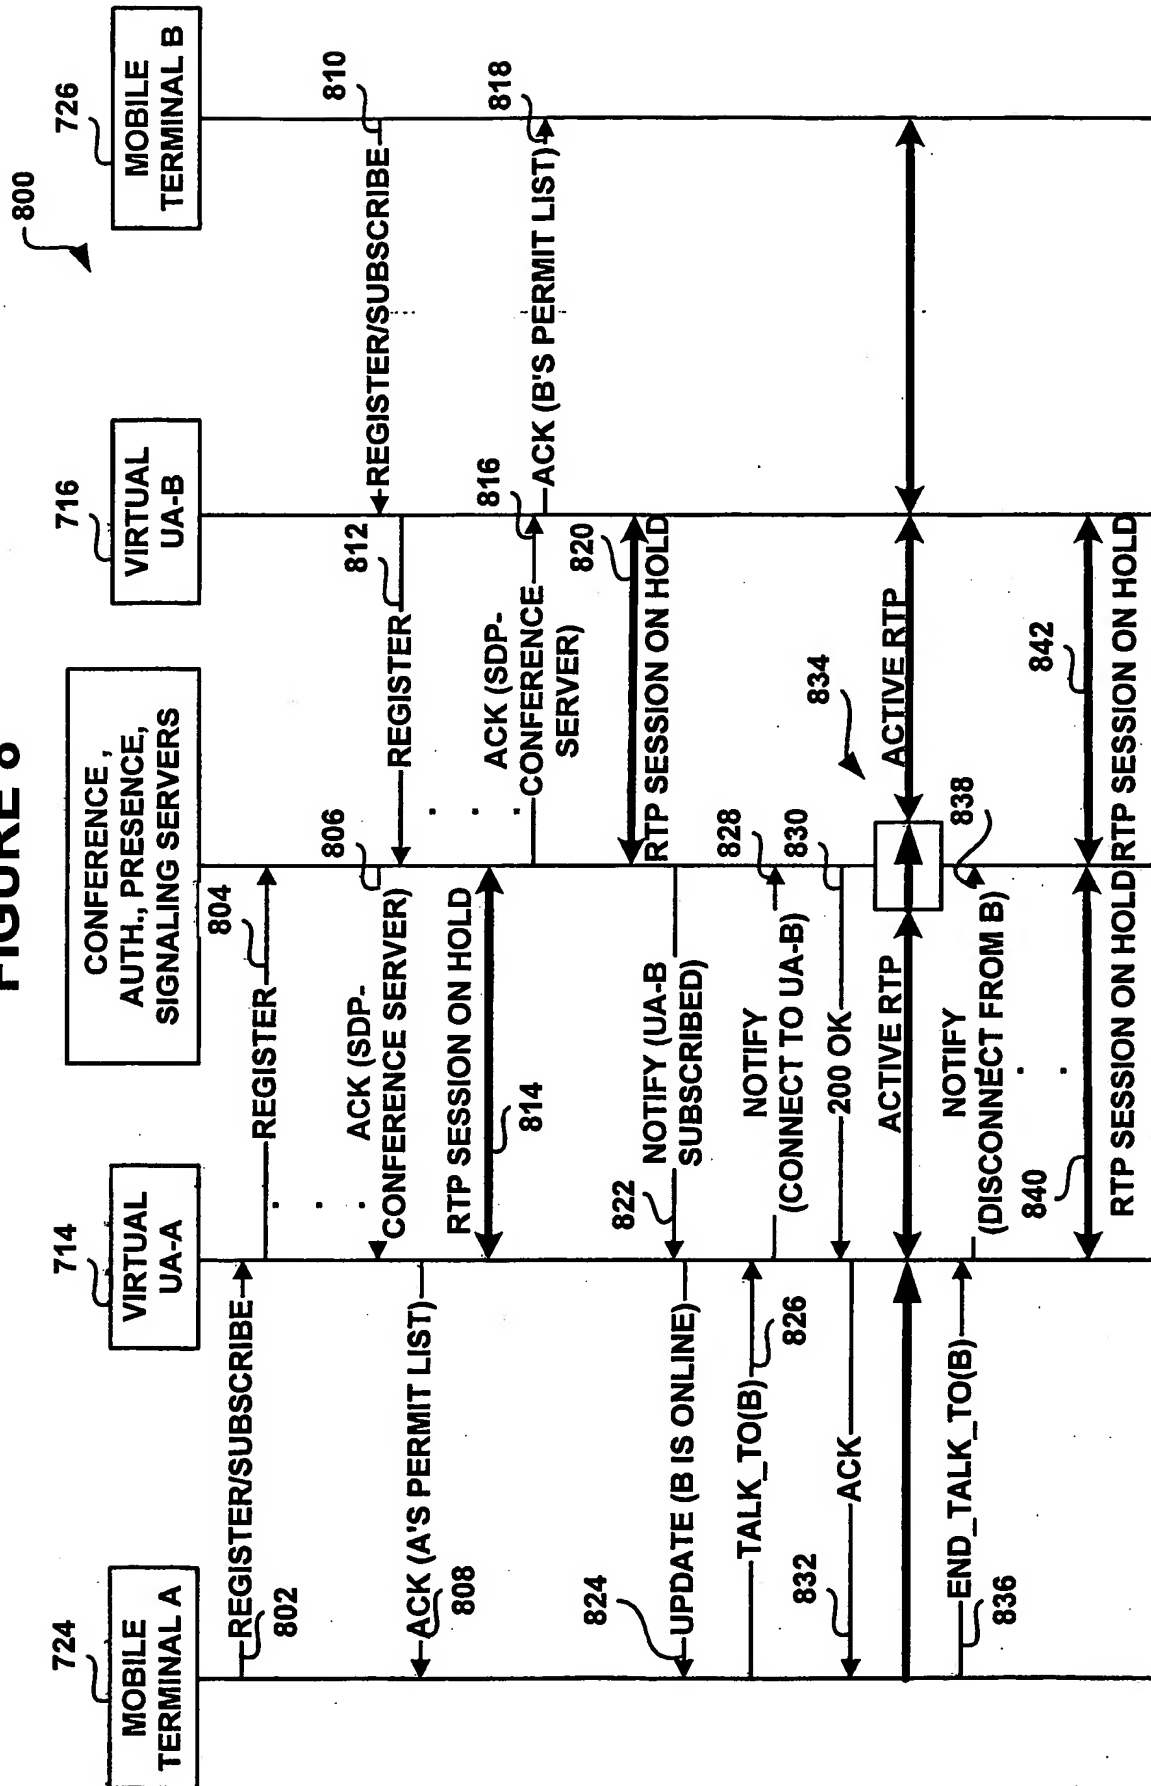 FIGURE 8
800
724
MOBILE
TERMINAL A
714
VIRTUAL
UA-A
CONFERENCE,
AUTH., PRESENCE,
SIGNALING SERVERS
716
VIRTUAL
UA-B
726
MOBILE
TERMINAL B
REGISTER/SUBSCRIBE
802
REGISTER
804
ACK (SDP-
CONFERENCE SERVER)
806
ACK (A'S PERMIT LIST)
808
REGISTER/SUBSCRIBE
810
REGISTER
812
RTP SESSION ON HOLD
814
ACK (SDP-
CONFERENCE
SERVER)
816
ACK (B'S PERMIT LIST)
818
820
RTP SESSION ON HOLD
NOTIFY (UA-B
SUBSCRIBED)
822
UPDATE (B IS ONLINE)
824
TALK_TO(B)
826
NOTIFY
(CONNECT TO UA-B)
828
200 OK
830
ACK
832
ACTIVE RTP
ACTIVE RTP
834
END_TALK_TO(B)
836
NOTIFY
(DISCONNECT FROM B)
838
840
RTP SESSION ON HOLD
842
RTP SESSION ON HOLD